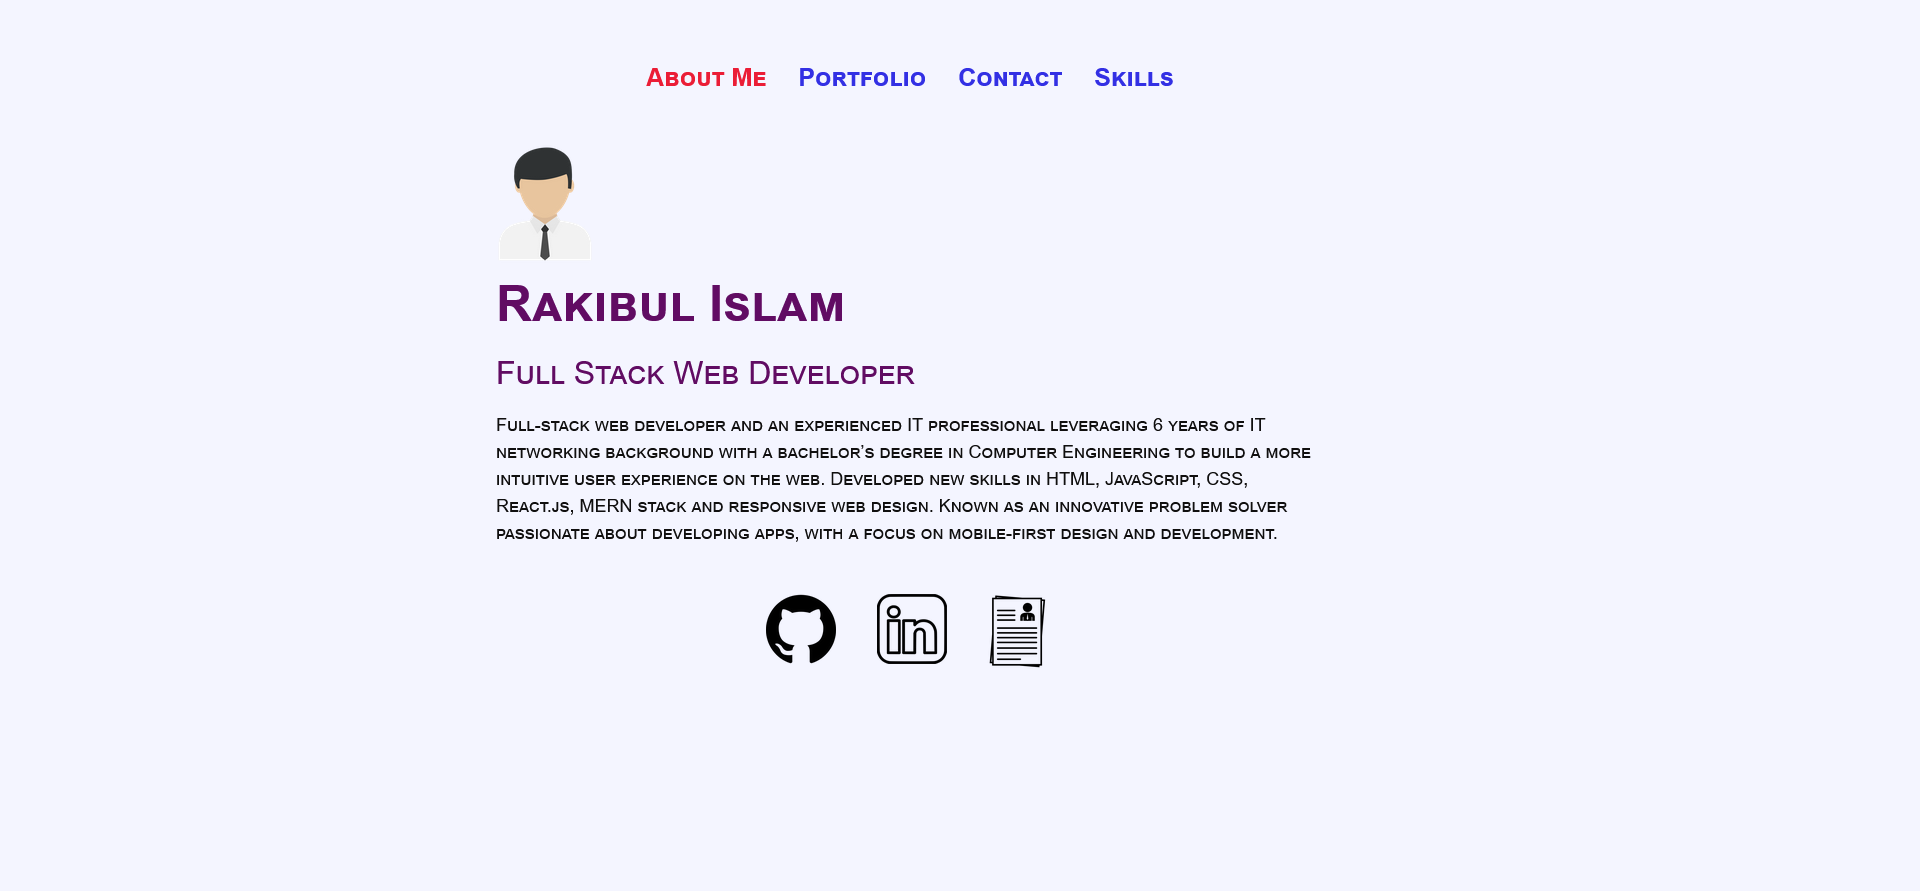 About Me Portfolio Contact Skills
Rakibul Islam
Full Stack Web Developer
Full-stack web developer and an experienced IT professional leveraging 6 years of IT
networking background with a bachelor's degree in Computer Engineering to build a more
intuitive user experience on the web. Developed new skills in HTML, JavaScript, CSS,
React.js, MERN stack and responsive web design. Known as an innovative problem solver
passionate about developing apps, with a focus on mobile-first design and development.
in